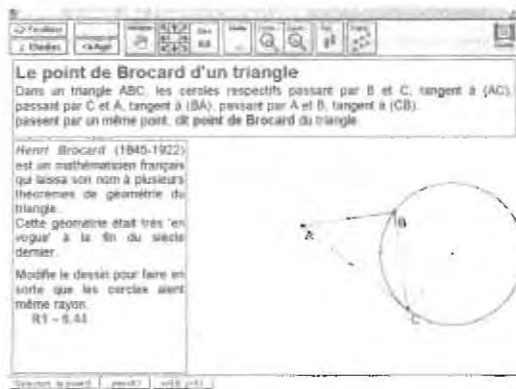 Le point de Brocard d'un triangle
Dans un triangle ABC, les cercles respectifs passant par B et C, tangent à (AC),
passant par C et A, tangent à (BA), passant par A et B, tangent à (CB),
passent par un même point, dit point de Brocard du triangle.
Henri Brocard (1845-1922)
est un mathématicien français
qui laissa son nom à plusieurs
théorèmes de géométrie du
triangle.
Cette géométrie était très 'en
vogue' à la fin du siècle
dernier.
Modifie le dessin pour faire en
sorte que les cercles aient
même rayon.
R1 = 6,44
A
B
C